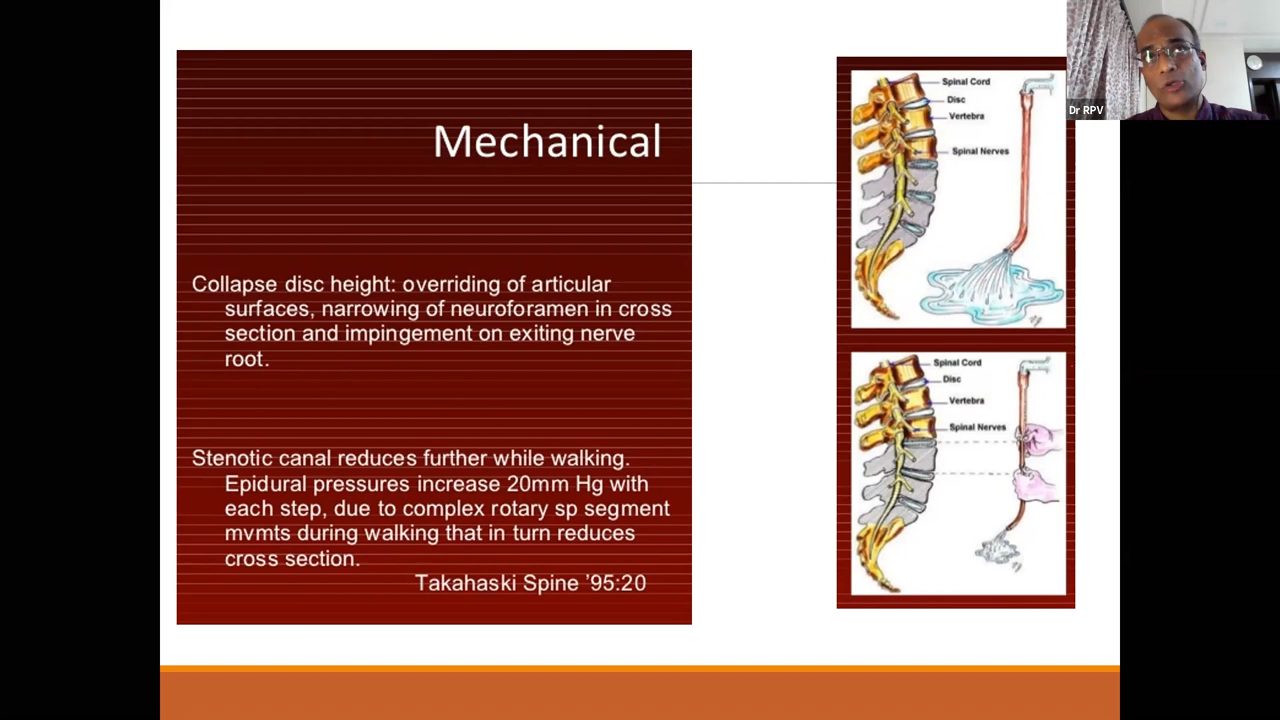 Mechanical
Collapse disc height: overriding of articular
surfaces, narrowing of neuroforamen in cross
section and impingement on exiting nerve
root.
Stenotic canal reduces further while walking.
Epidural pressures increase 20mm Hg with
each step, due to complex rotary sp segment
mvmts during walking that in turn reduces
cross section.
Takahaski Spine ’95:20
Spinal Cord
Disc
Vertebra
Spinal Nerves
Spinal Cord
Disc
Vertebra
Spinal Nerves
Dr RPV